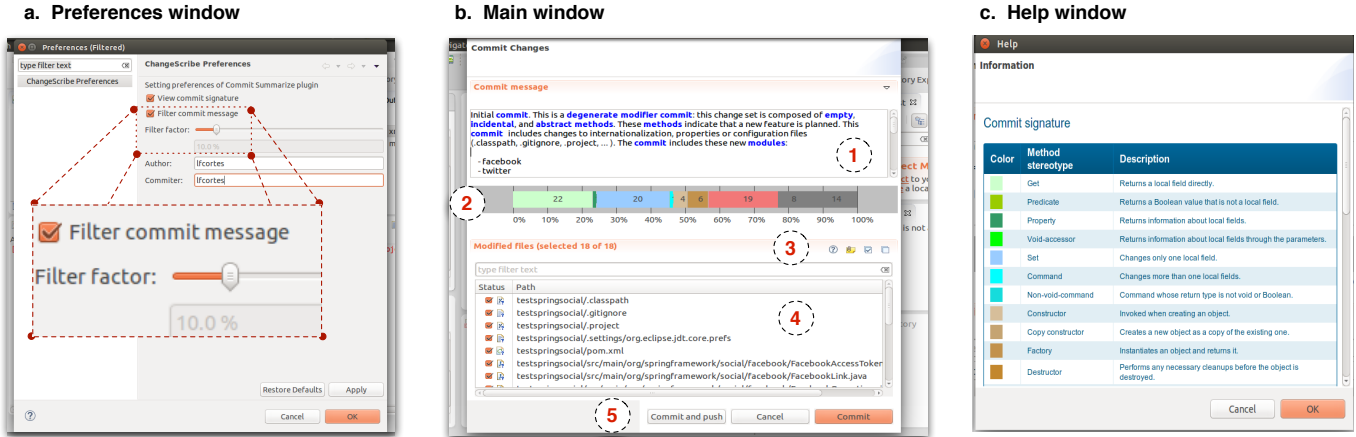 a. Preferences window
b. Main window
c. Help window
Preferences (Filtered)
type filter text
ChangeScribe Preferences
ChangeScribe Preferences
Setting preferences of Commit Summarize plugin
View commit signature
Filter commit message
Filter factor:
10.0 %
Author: lfcortes
Commiter: lfcortes
Filter commit message
Filter factor:
10.0 %
Restore Defaults Apply
Cancel OK
Commit Changes
Commit message
Initial commit. This is a degenerate modifier commit: this change set is composed of empty,
incidental, and abstract methods. These methods indicate that a new feature is planned. This
commit includes changes to internationalization, properties or configuration files
(.classpath, .gitignore, .project, ... ). The commit includes these new modules:
- facebook
- twitter
1
2
22 20 4 6 19 8 14
0% 10% 20% 30% 40% 50% 60% 70% 80% 90% 100%
Modified files (selected 18 of 18)
3
type filter text
Status Path
testspringsocial/.classpath
testspringsocial/.gitignore
testspringsocial/.project
testspringsocial/.settings/org.eclipse.jdt.core.prefs
testspringsocial/pom.xml
testspringsocial/src/main/org/springframework/social/facebook/FacebookAccessToken
testspringsocial/src/main/org/springframework/social/facebook/FacebookLink.java
4
5
Commit and push Cancel Commit
Help
Information
Commit signature
Color Method stereotype Description
Get Returns a local field directly.
Predicate Returns a Boolean value that is not a local field.
Property Returns information about local fields.
Void-accessor Returns information about local fields through the parameters.
Set Changes only one local field.
Command Changes more than one local fields.
Non-void-command Command whose return type is not void or Boolean.
Constructor Invoked when creating an object.
Copy constructor Creates a new object as a copy of the existing one.
Factory Instantiates an object and returns it.
Destructor Performs any necessary cleanups before the object is
destroyed.
Cancel OK